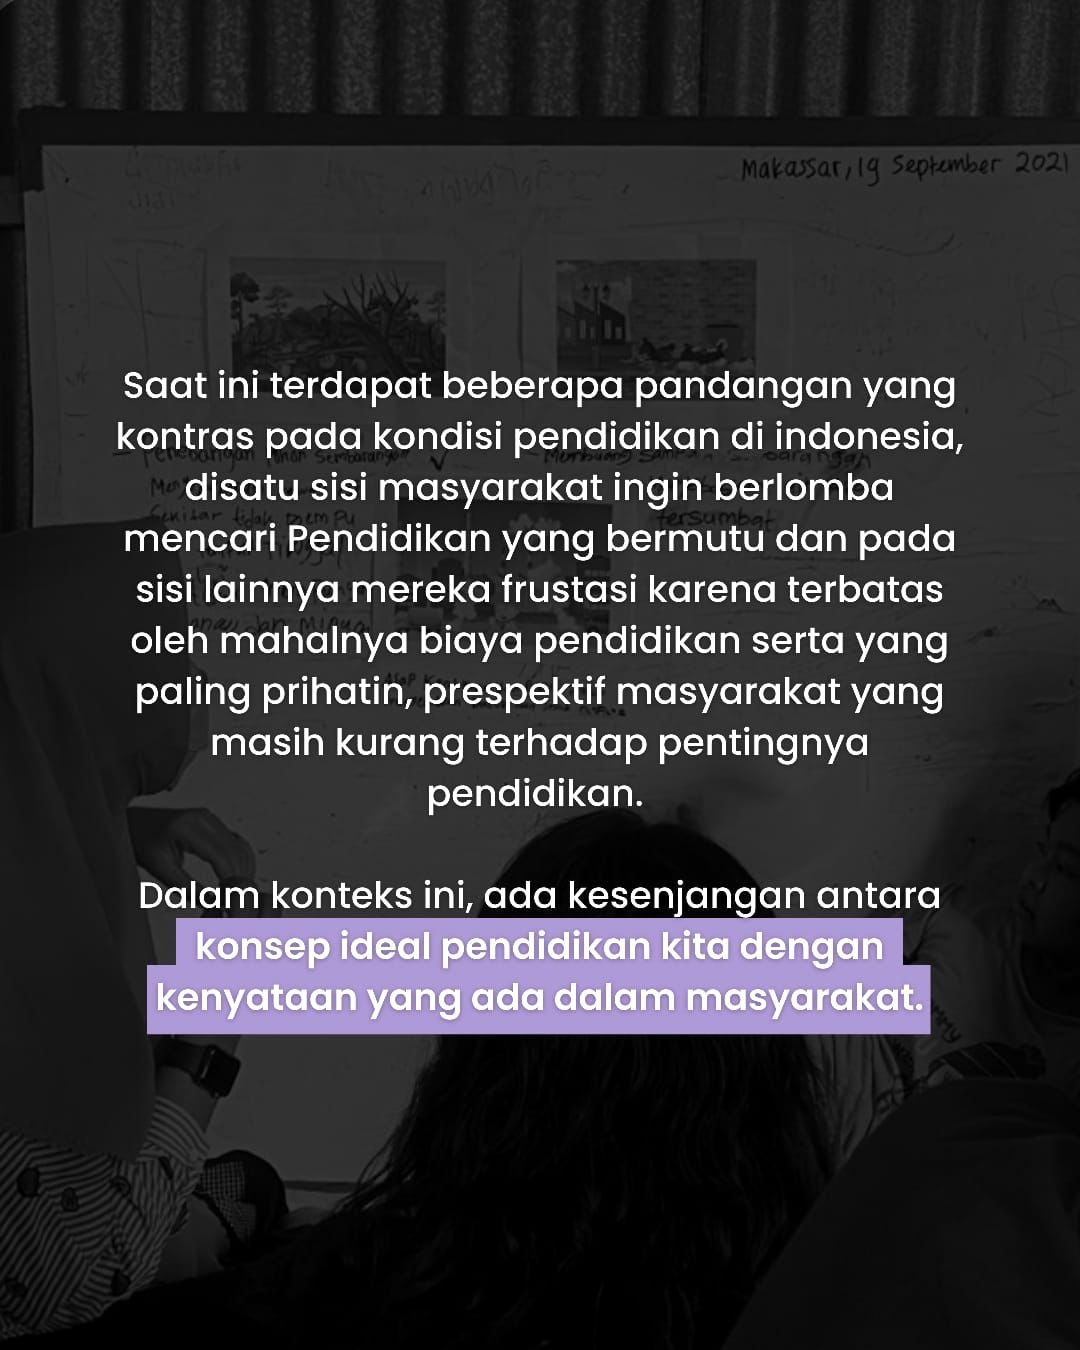 Makassar, 19 September 2021
Saat ini terdapat beberapa pandangan yang
kontras pada kondisi pendidikan di indonesia,
disatu sisi masyarakat ingin berlomba
mencari Pendidikan yang bermutu dan pada
sisi lainnya mereka frustasi karena terbatas
oleh mahalnya biaya pendidikan serta yang
paling prihatin, prespektif masyarakat yang
masih kurang terhadap pentingnya
pendidikan.
Dalam konteks ini, ada kesenjangan antara
konsep ideal pendidikan kita dengan
kenyataan yang ada dalam masyarakat.
tersumbat